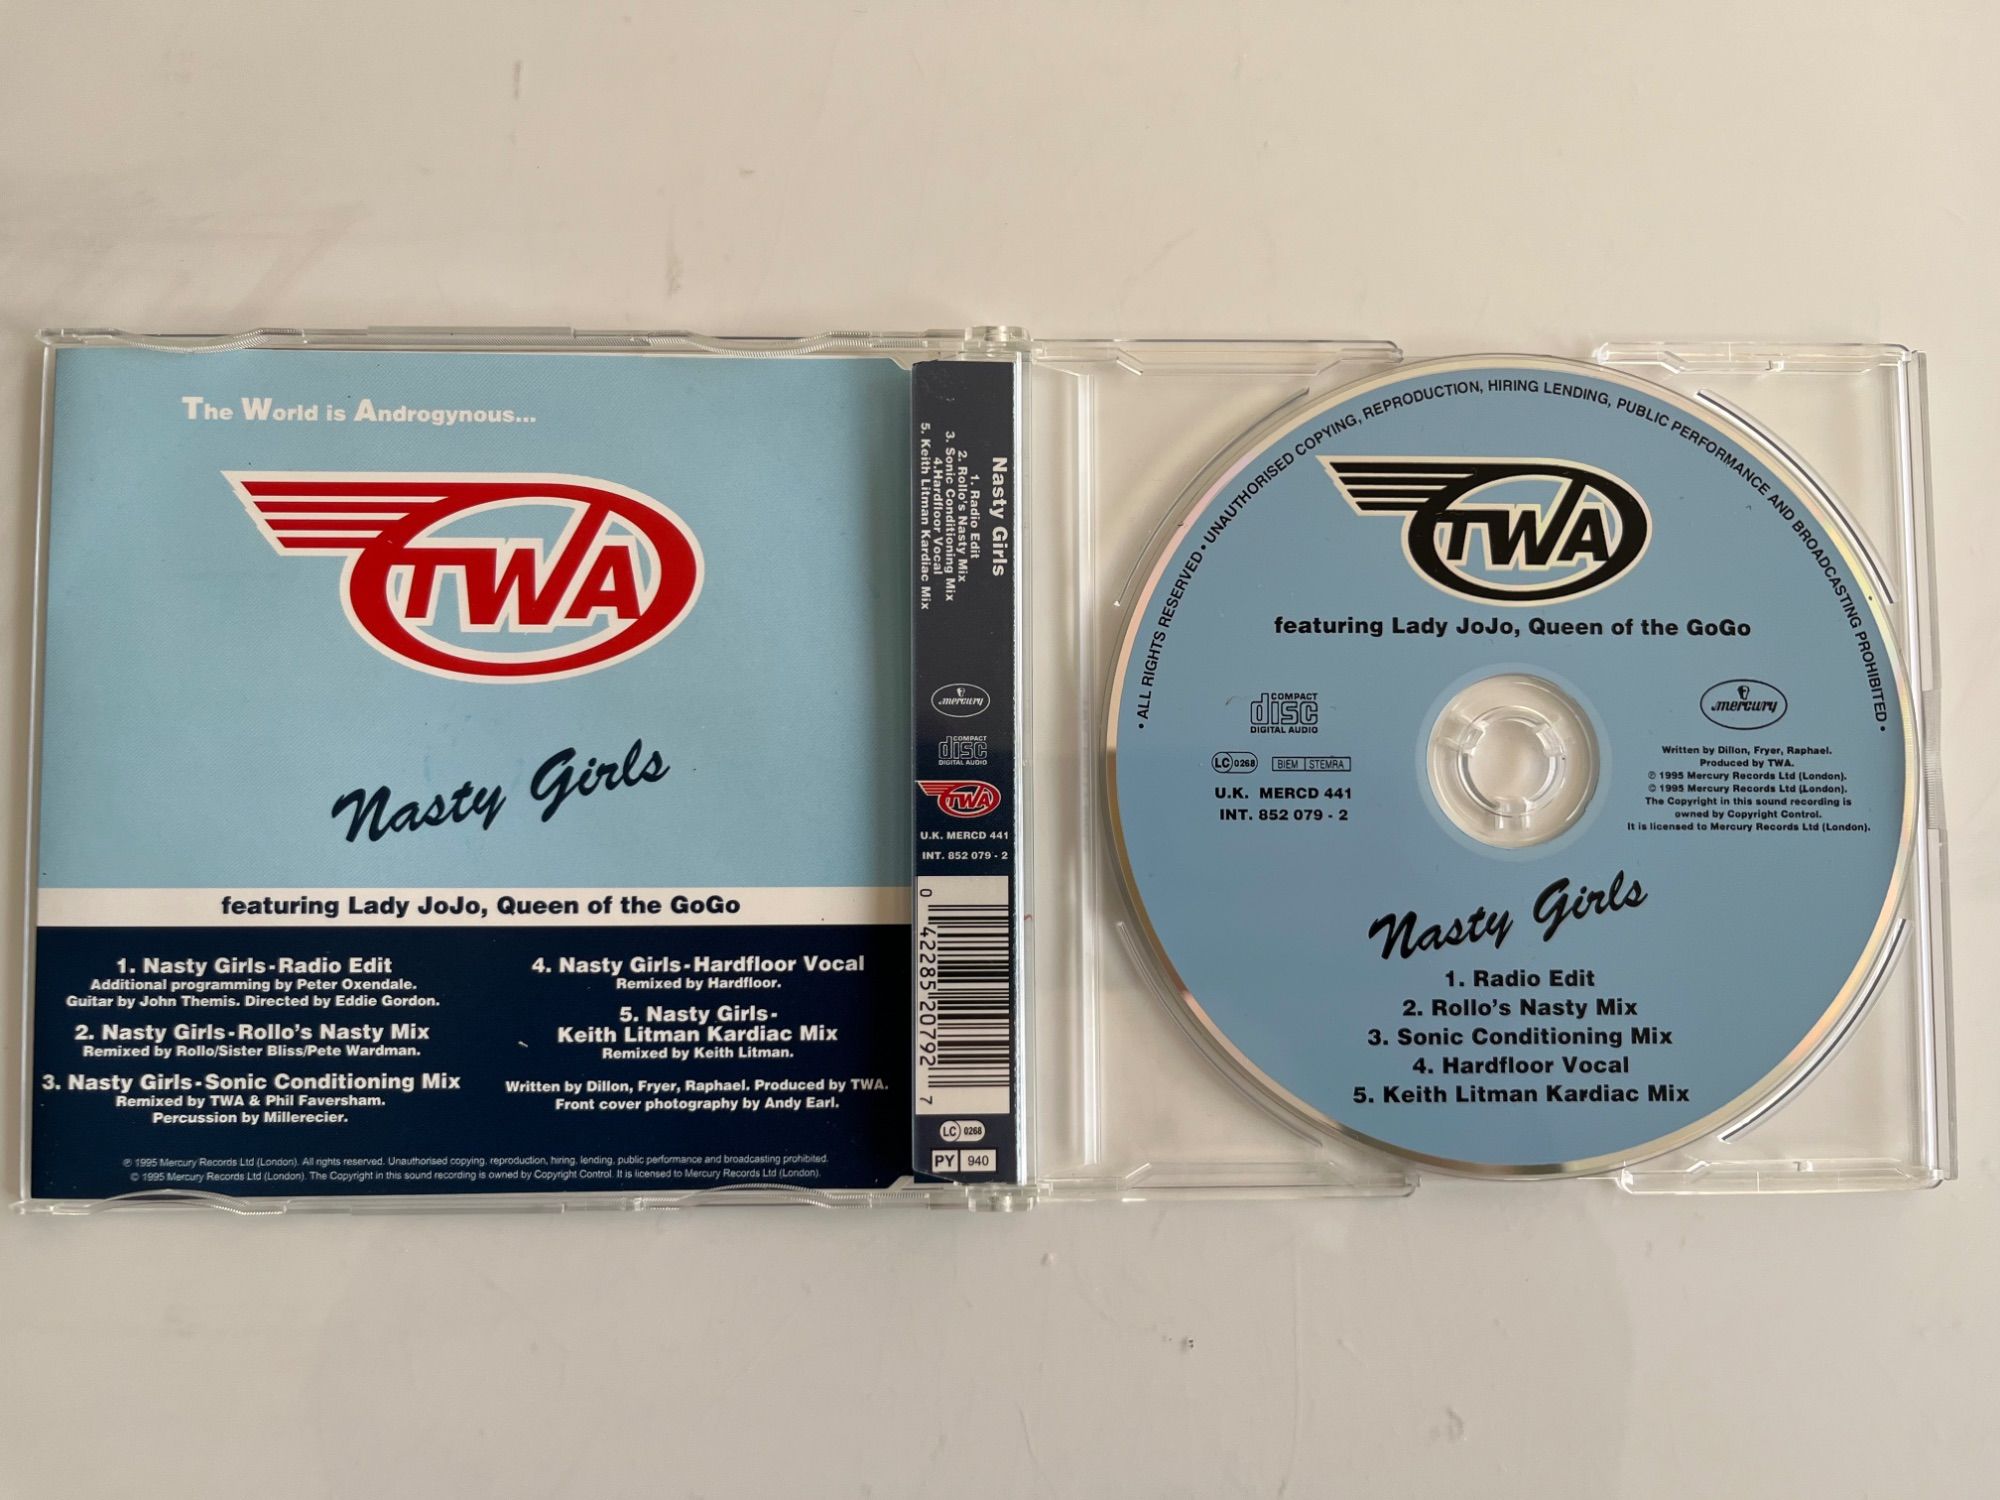 The World is Androgynous...
TWA
Nasty Girls
featuring Lady JoJo, Queen of the GoGo
1. Nasty Girls-Radio Edit
Additional programming by Peter Oxendale.
Guitar by John Themis. Directed by Eddie Gordon.
2. Nasty Girls-Rollo's Nasty Mix
Remixed by Rollo/Sister Bliss/Pete Wardman.
3. Nasty Girls-Sonic Conditioning Mix
Remixed by TWA & Phil Faversham.
Percussion by Millerecier.
4. Nasty Girls-Hardfloor Vocal
Remixed by Hardfloor.
5. Nasty Girls-
Keith Litman Kardiac Mix
Remixed by Keith Litman.
Written by Dillon, Fryer, Raphael. Produced by TWA.
Front cover photography by Andy Earl.
℗ 1995 Mercury Records Ltd (London). All rights reserved. Unauthorised copying, reproduction, hiring, lending, public performance and broadcasting prohibited.
© 1995 Mercury Records Ltd (London). The Copyright in this sound recording is owned by Copyright Control. It is licensed to Mercury Records Ltd (London).
Nasty Girls
1. Radio Edit
2. Rollo's Nasty Mix
3. Sonic Conditioning Mix
4.Hardfloor Vocal
5. Keith Litman Kardiac Mix
mercury
COMPACT
disc
DIGITAL AUDIO
TWA
U.K. MERCD 441
INT. 852 079 - 2
0 42285 20792 7
LC 0268
PY 940
• ALL RIGHTS RESERVED • UNAUTHORISED COPYING, REPRODUCTION, HIRING LENDING, PUBLIC PERFORMANCE AND BROADCASTING PROHIBITED •
TWA
featuring Lady JoJo, Queen of the GoGo
COMPACT
disc
DIGITAL AUDIO
LC 0268 BIEM STEMRA
U.K. MERCD 441
INT. 852 079 - 2
mercury
Written by Dillon, Fryer, Raphael.
Produced by TWA.
℗ 1995 Mercury Records Ltd (London).
© 1995 Mercury Records Ltd (London).
The Copyright in this sound recording is
owned by Copyright Control.
It is licensed to Mercury Records Ltd (London).
Nasty Girls
1. Radio Edit
2. Rollo's Nasty Mix
3. Sonic Conditioning Mix
4. Hardfloor Vocal
5. Keith Litman Kardiac Mix